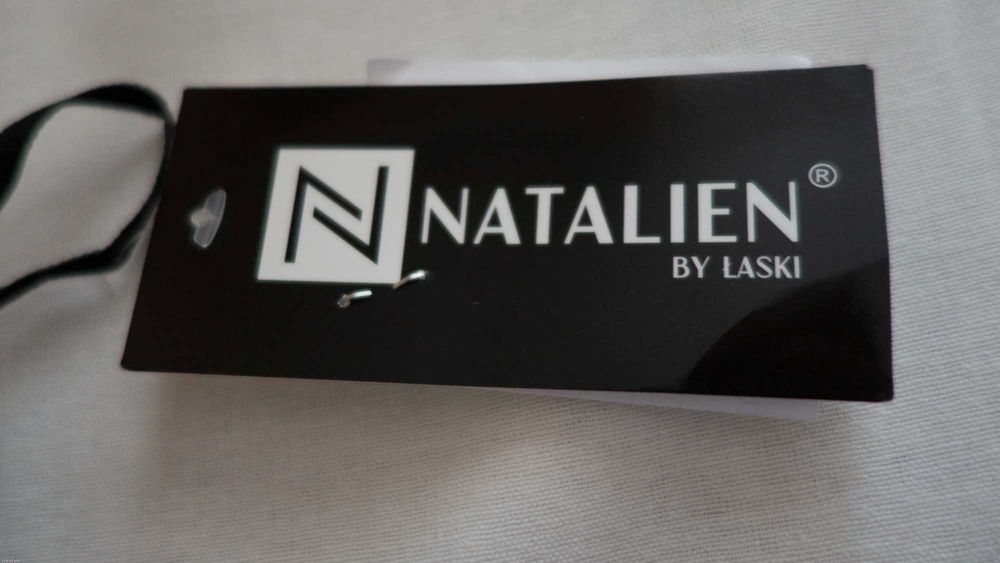 N NATALIEN®
BY ŁASKI